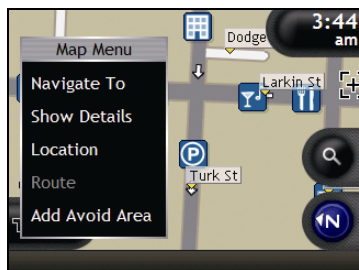 Map Menu
Navigate To
Show Details
Location
Route
Add Avoid Area
Dodge
3:44
am
Larkin St
P
Turk St
N